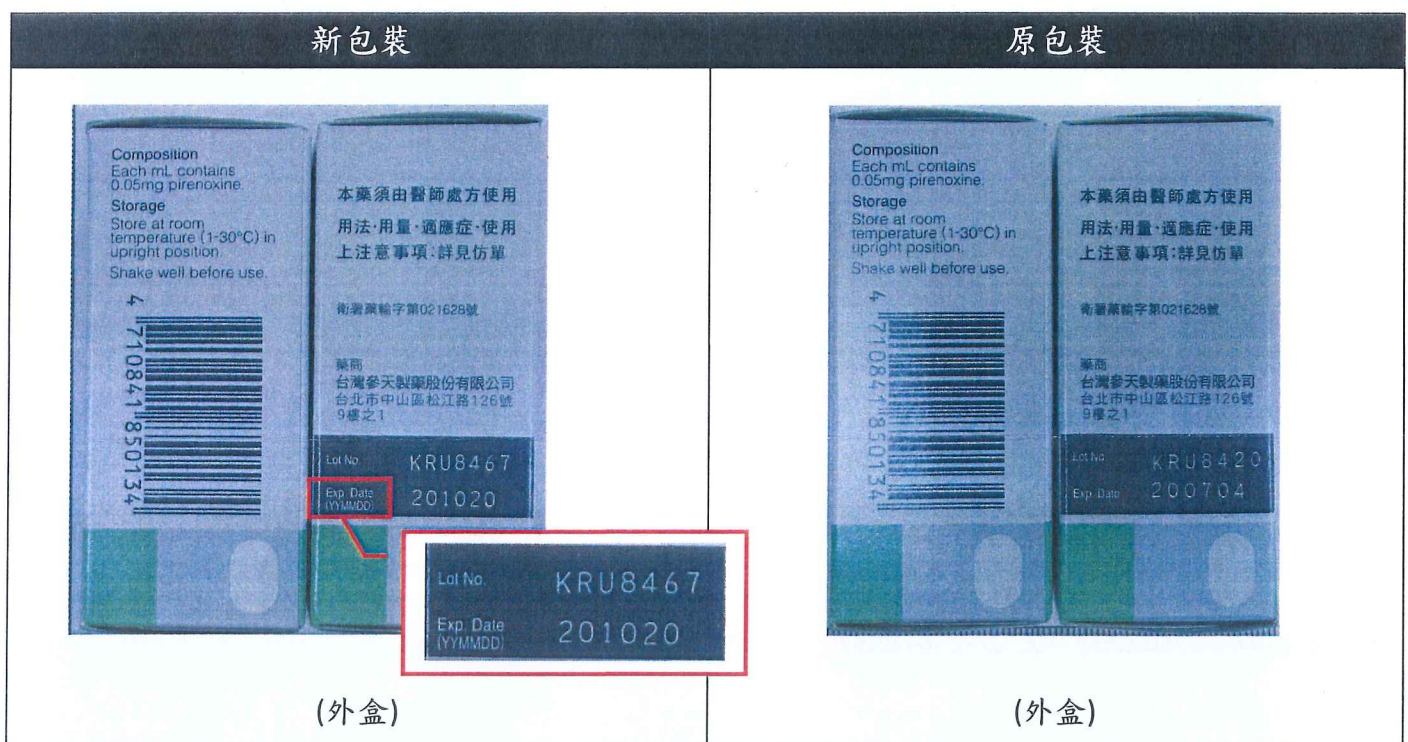 新包裝
原包裝
Composition
Each mL contains
0.05mg pirenoxine.
Storage
Store at room
temperature (1-30°C) in
upright position.
Shake well before use.
4 710841 850134
本藥須由醫師處方使用
用法·用量·適應症·使用
上注意事項:詳見仿單
衛署藥輸字第021628號
藥商
台灣參天製藥股份有限公司
台北市中山區松江路126號
9樓之1
Lot No. KRU8467
Exp. Date 201020
(YYMMDD)
Lot No. KRU8467
Exp. Date 201020
(YYMMDD)
(外盒)
Composition
Each mL contains
0.05mg pirenoxine.
Storage
Store at room
temperature (1-30°C) in
upright position.
Shake well before use.
4 710841 850134
本藥須由醫師處方使用
用法·用量·適應症·使用
上注意事項:詳見仿單
衛署藥輸字第021628號
藥商
台灣參天製藥股份有限公司
台北市中山區松江路126號
9樓之1
Lot No. KRU8420
Exp. Date 200704
(外盒)